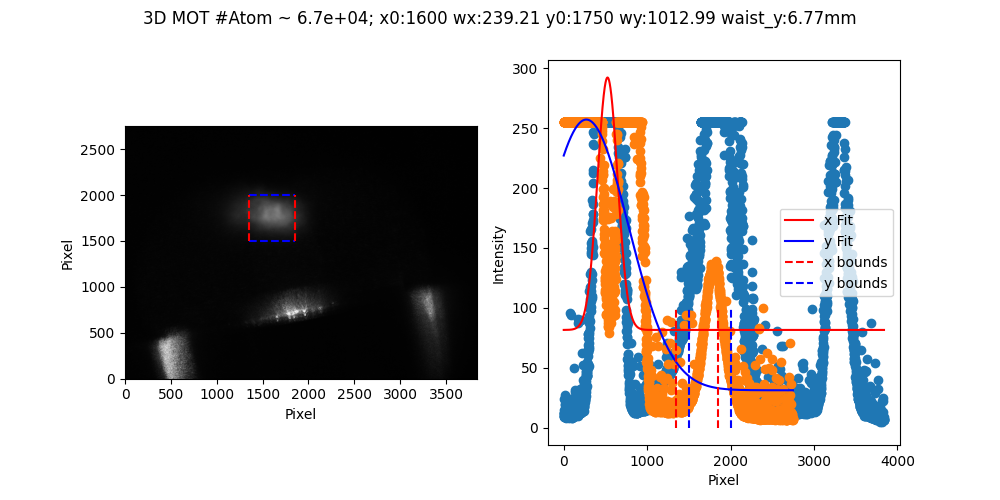 3D MOT #Atom ~ 6.7e+04; x0:1600 wx:239.21 y0:1750 wy:1012.99 waist_y:6.77mm
2500
2000
1500
1000
500
0
Pixel
0 500 1000 1500 2000 2500 3000 3500
Pixel
300
250
200
150
100
50
0
Intensity
x Fit
y Fit
x bounds
y bounds
0 1000 2000 3000 4000
Pixel